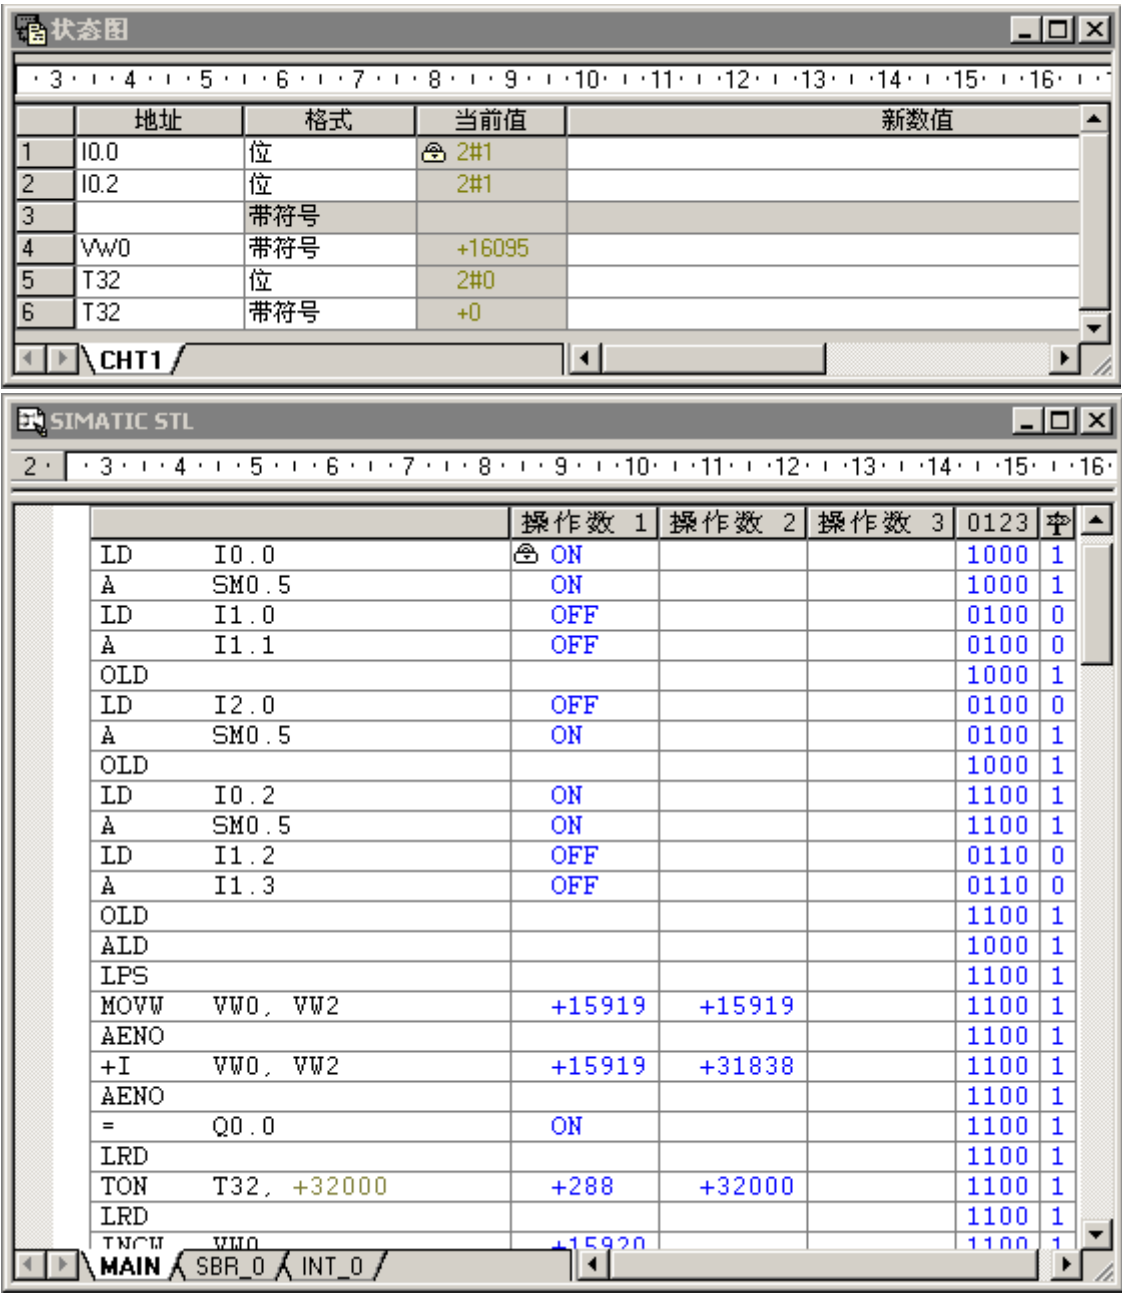 状态图
3 4 5 6 7 8 9 10 11 12 13 14 15 16
地址 格式 当前值 新数值
1 I0.0 位 2#1
2 I0.2 位 2#1
3 带符号
4 VW0 带符号 +16095
5 T32 位 2#0
6 T32 带符号 +0
CHT1
SIMATIC STL
2 3 4 5 6 7 8 9 10 11 12 13 14 15 16
操作数 1 操作数 2 操作数 3 0123 中
LD I0.0 ON 1000 1
A SM0.5 ON 1000 1
LD I1.0 OFF 0100 0
A I1.1 OFF 0100 0
OLD 1000 1
LD I2.0 OFF 0100 0
A SM0.5 ON 0100 1
OLD 1000 1
LD I0.2 ON 1100 1
A SM0.5 ON 1100 1
LD I1.2 OFF 0110 0
A I1.3 OFF 0110 0
OLD 1100 1
ALD 1000 1
LPS 1100 1
MOVW VW0, VW2 +15919 +15919 1100 1
AENO 1100 1
+I VW0, VW2 +15919 +31838 1100 1
AENO 1100 1
= Q0.0 ON 1100 1
LRD 1100 1
TON T32, +32000 +288 +32000 1100 1
LRD 1100 1
INCW VW0 +15920 1100 1
MAIN SBR_0 INT_0